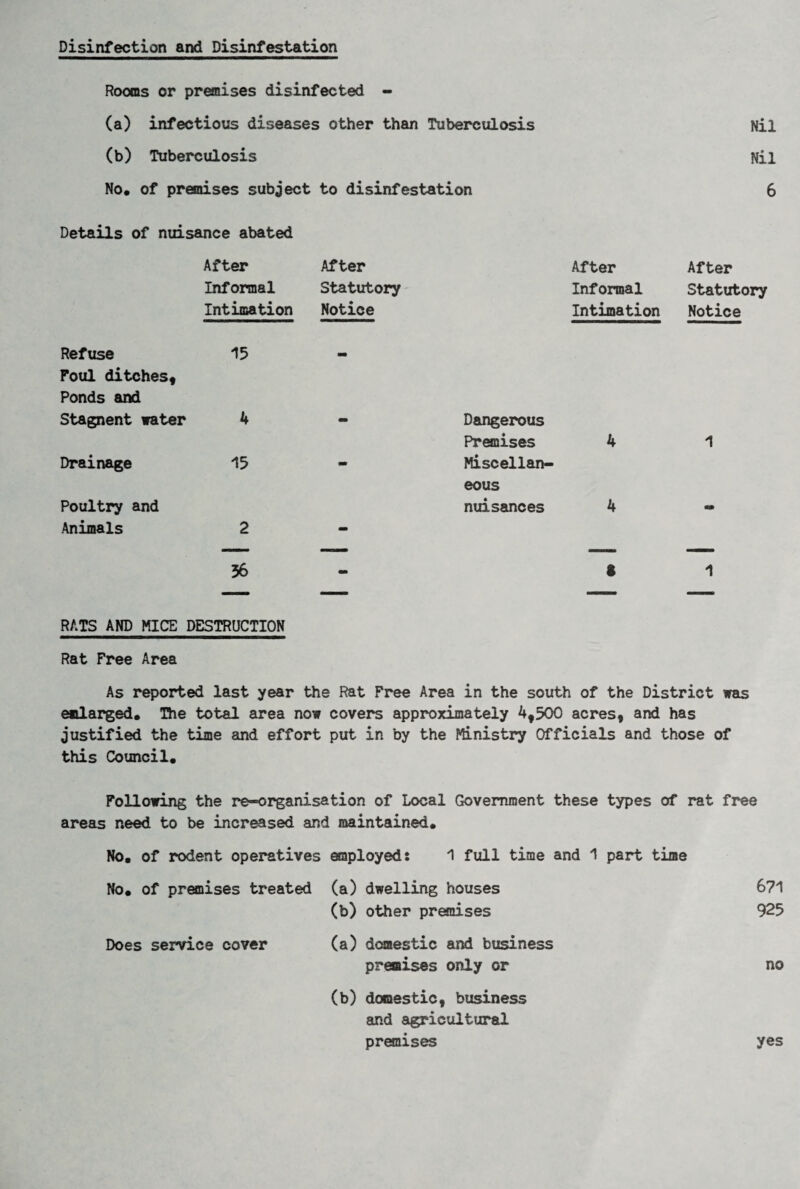 Disinfection and Disinfestation
Rooms or premises disinfected -
(a) infectious diseases other than Tuberculosis Nil
(b) Tuberculosis Nil
No. of premises subject to disinfestation 6
Details of nuisance abated
After After After After
Informal Statutory Informal Statutory
Intimation Notice Intimation Notice
Refuse 15 -
Foul ditches,
Ponds and
Stagnent water 4 - Dangerous
Premises 4 1
Drainage 15 - Miscellan-
eous
Poultry and nuisances 4 -
Animals 2 -
36 - 8 1
RATS AND MICE DESTRUCTION
Rat Free Area
As reported last year the Rat Free Area in the south of the District was
enlarged. The total area now covers approximately 4,500 acres, and has
justified the time and effort put in by the Ministry Officials and those of
this Council.
Following the re-organisation of Local Government these types of rat free
areas need to be increased and maintained.
No. of rodent operatives employed: 1 full time and 1 part time
No. of premises treated (a) dwelling houses 671
(b) other premises 925
Does service cover (a) domestic and business
premises only or no
(b) domestic, business
and agricultural
premises yes